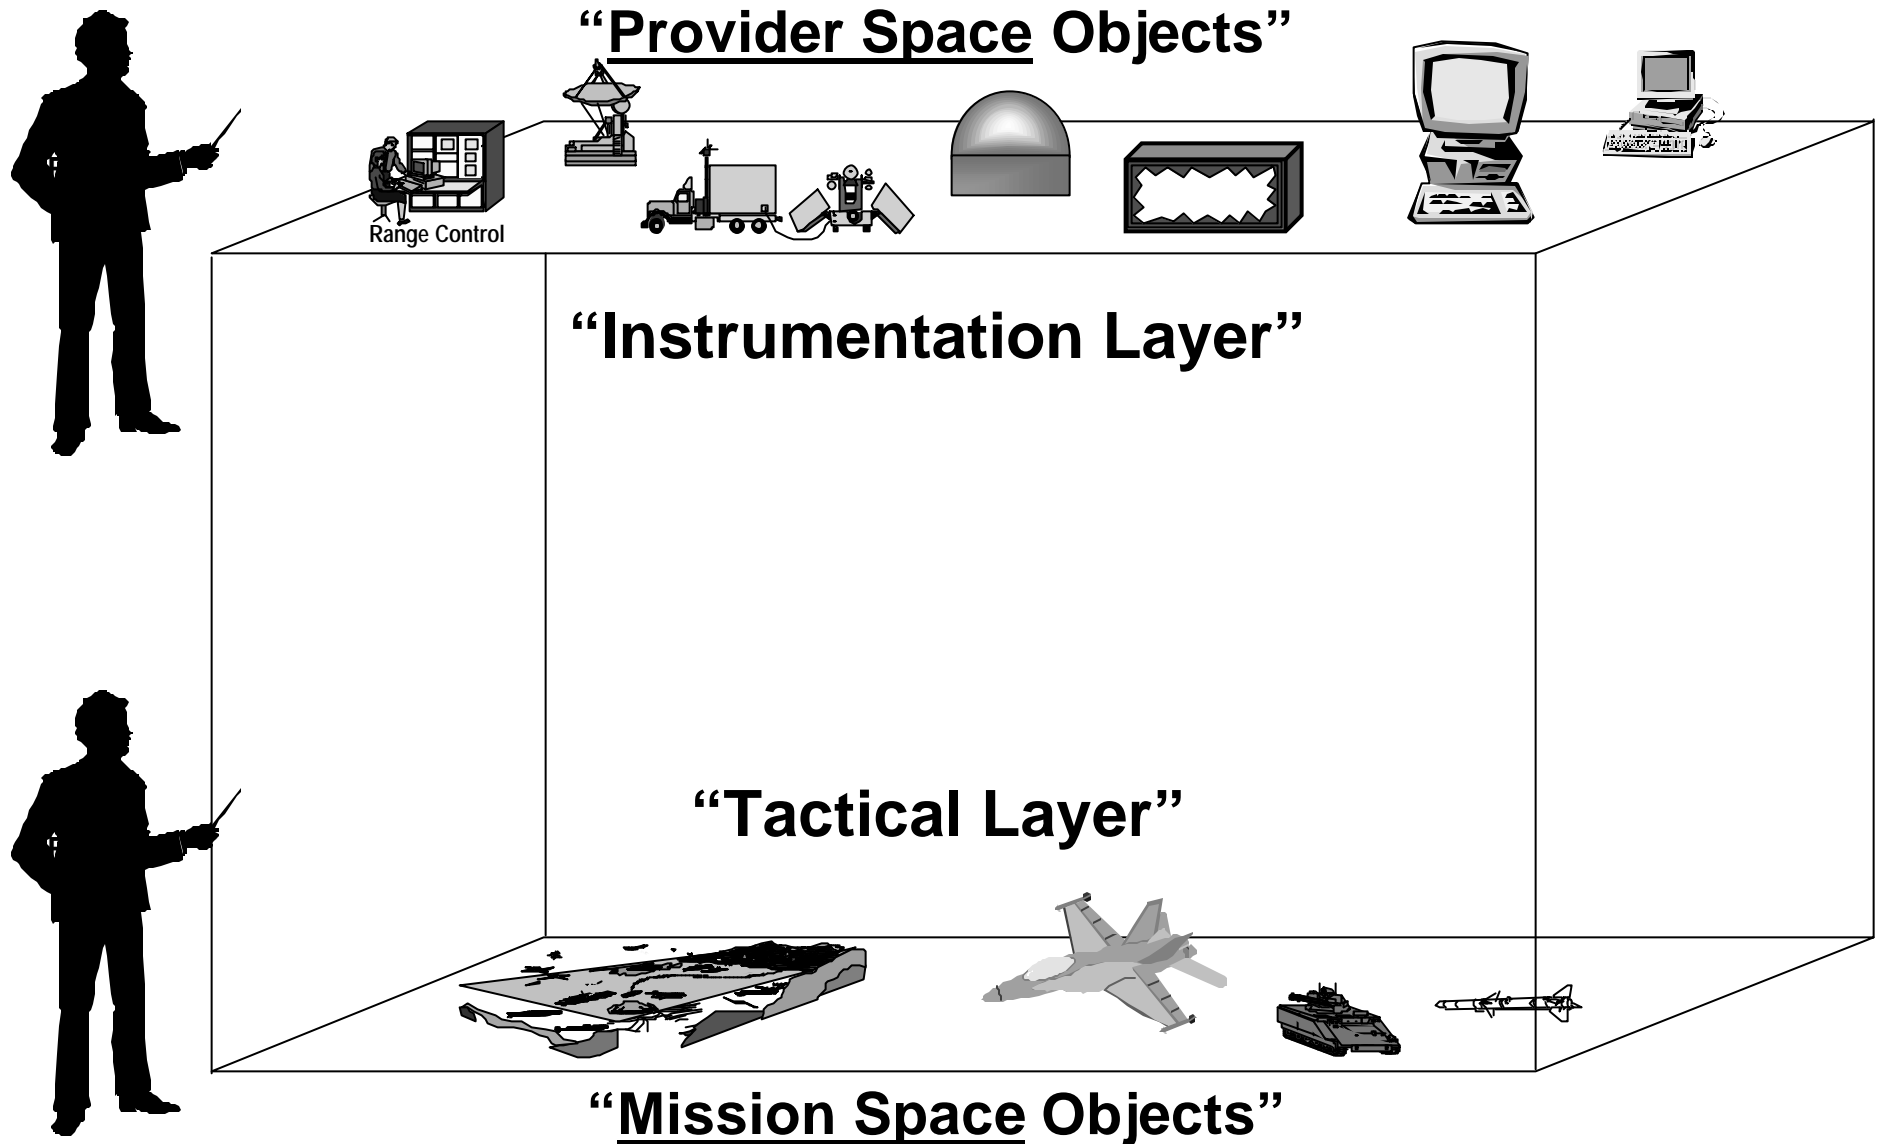 “Provider Space Objects”
Range Control
“Instrumentation Layer”
“Tactical Layer”
“Mission Space Objects”